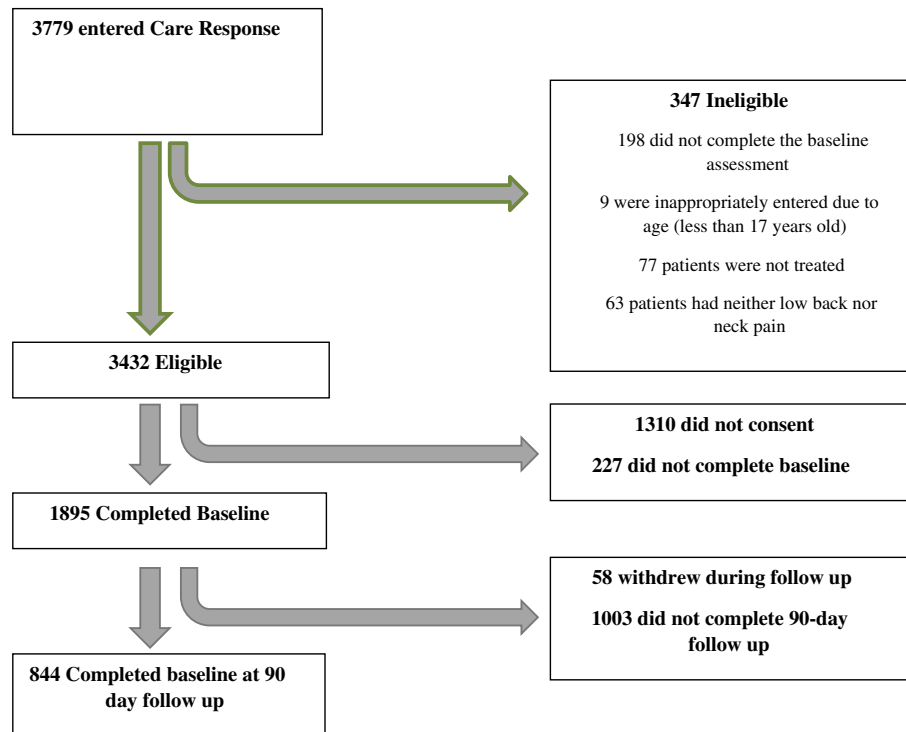 3779 entered Care Response
347 Ineligible
198 did not complete the baseline
assessment
9 were inappropriately entered due to
age (less than 17 years old)
77 patients were not treated
63 patients had neither low back nor
neck pain
3432 Eligible
1310 did not consent
227 did not complete baseline
1895 Completed Baseline
58 withdrew during follow up
1003 did not complete 90-day
follow up
844 Completed baseline at 90
day follow up